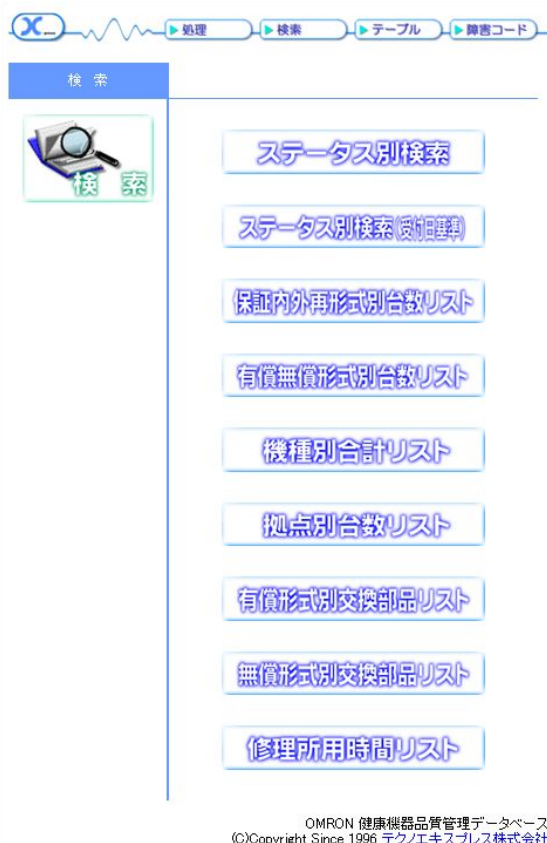 X
処理
検索
テーブル
障害コード
検 索
検 索
ステータス別検索
ステータス別検索(受付日基準)
保証内外再形式別台数リスト
有償無償形式別台数リスト
機種別合計リスト
拠点別台数リスト
有償形式別交換部品リスト
無償形式別交換部品リスト
修理所用時間リスト
OMRON 健康機器品質管理データベース
(C)Copyright Since 1996 テクノエキスプレス株式会社